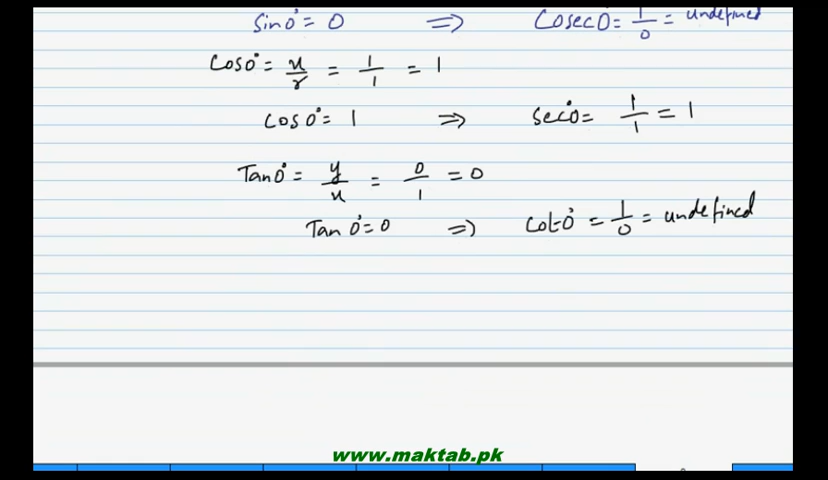 sin0° = 0 ⇒ Cosec0° = 1/0 = undefined
Cos0° = x/r = 1/1 = 1
Cos0° = 1 ⇒ Sec0° = 1/1 = 1
Tan0° = y/x = 0/1 = 0
Tan0° = 0 ⇒ Cot0° = 1/0 = undefined
www.maktab.pk